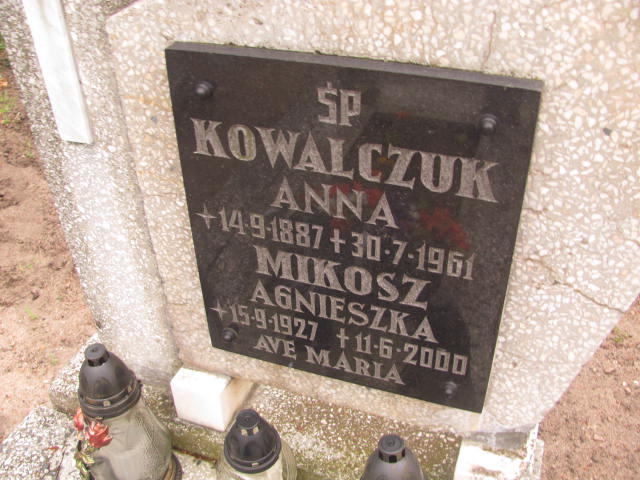 ŚP
KOWALCZUK
ANNA
14·9·1887 + 30·7·1961
MIKOSZ
AGNIESZKA
15·9·1927 + 11·6·2000
AVE MARIA